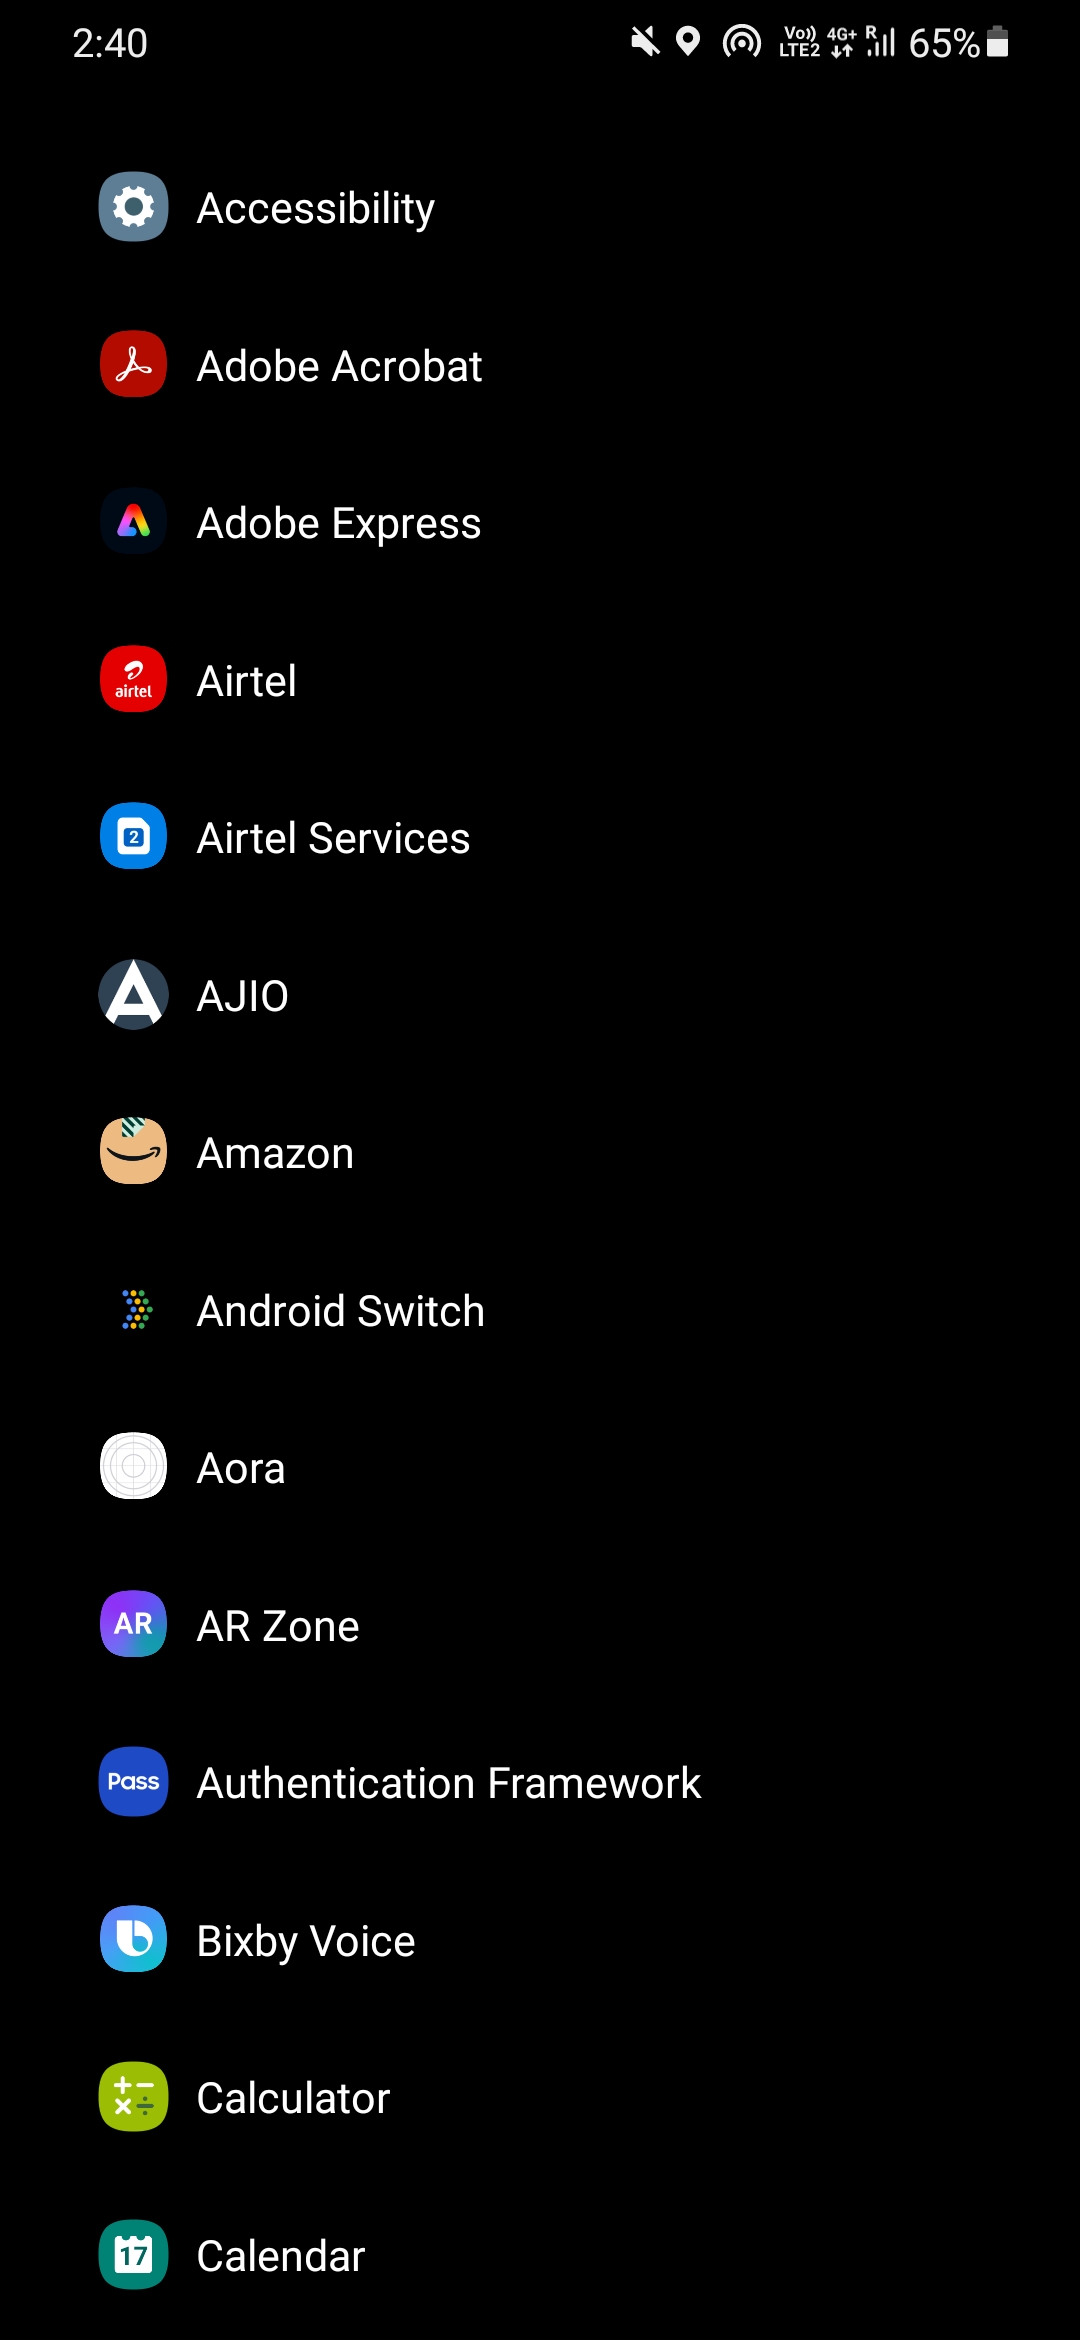 2:40 Vo)) LTE2 4G+ R 65%
Accessibility
Adobe Acrobat
Adobe Express
airtel Airtel
2 Airtel Services
AJIO
Amazon
Android Switch
Aora
AR AR Zone
Pass Authentication Framework
Bixby Voice
Calculator
17 Calendar